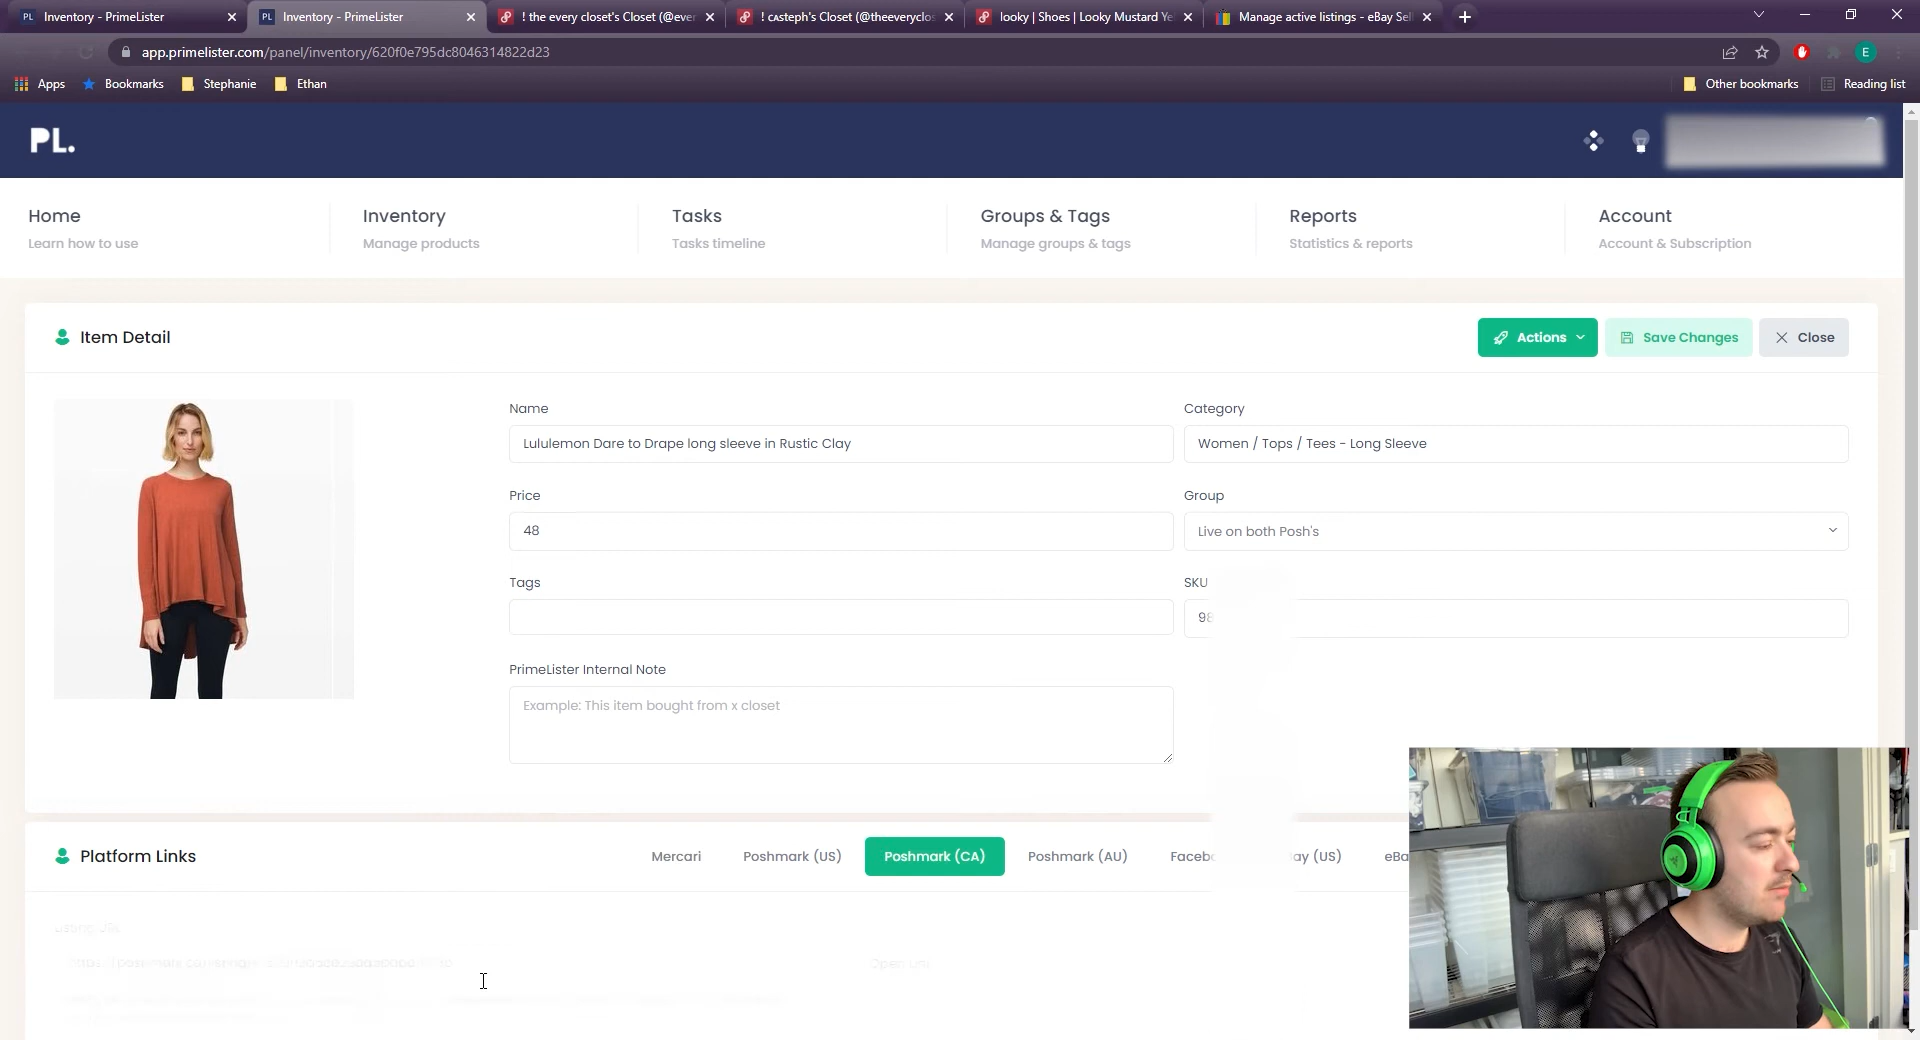 Inventory - PrimeLister
Inventory - PrimeLister
! the every closet's Closet (@ever
! cᴀsteph's Closet (@theeveryclos
looky | Shoes | Looky Mustard Ye
Manage active listings - eBay Sell
app.primelister.com/panel/inventory/620f0e795dc8046314822d23
E
Apps
Bookmarks
Stephanie
Ethan
Other bookmarks
Reading list
PL.
Home
Learn how to use
Inventory
Manage products
Tasks
Tasks timeline
Groups & Tags
Manage groups & tags
Reports
Statistics & reports
Account
Account & Subscription
Item Detail
Actions
Save Changes
Close
Name
Lululemon Dare to Drape long sleeve in Rustic Clay
Category
Women / Tops / Tees - Long Sleeve
Price
48
Group
Live on both Posh's
Tags
SKU
98
PrimeLister Internal Note
Example: This item bought from x closet
Platform Links
Mercari
Poshmark (US)
Poshmark (CA)
Poshmark (AU)
Facebo
ay (US)
eBa